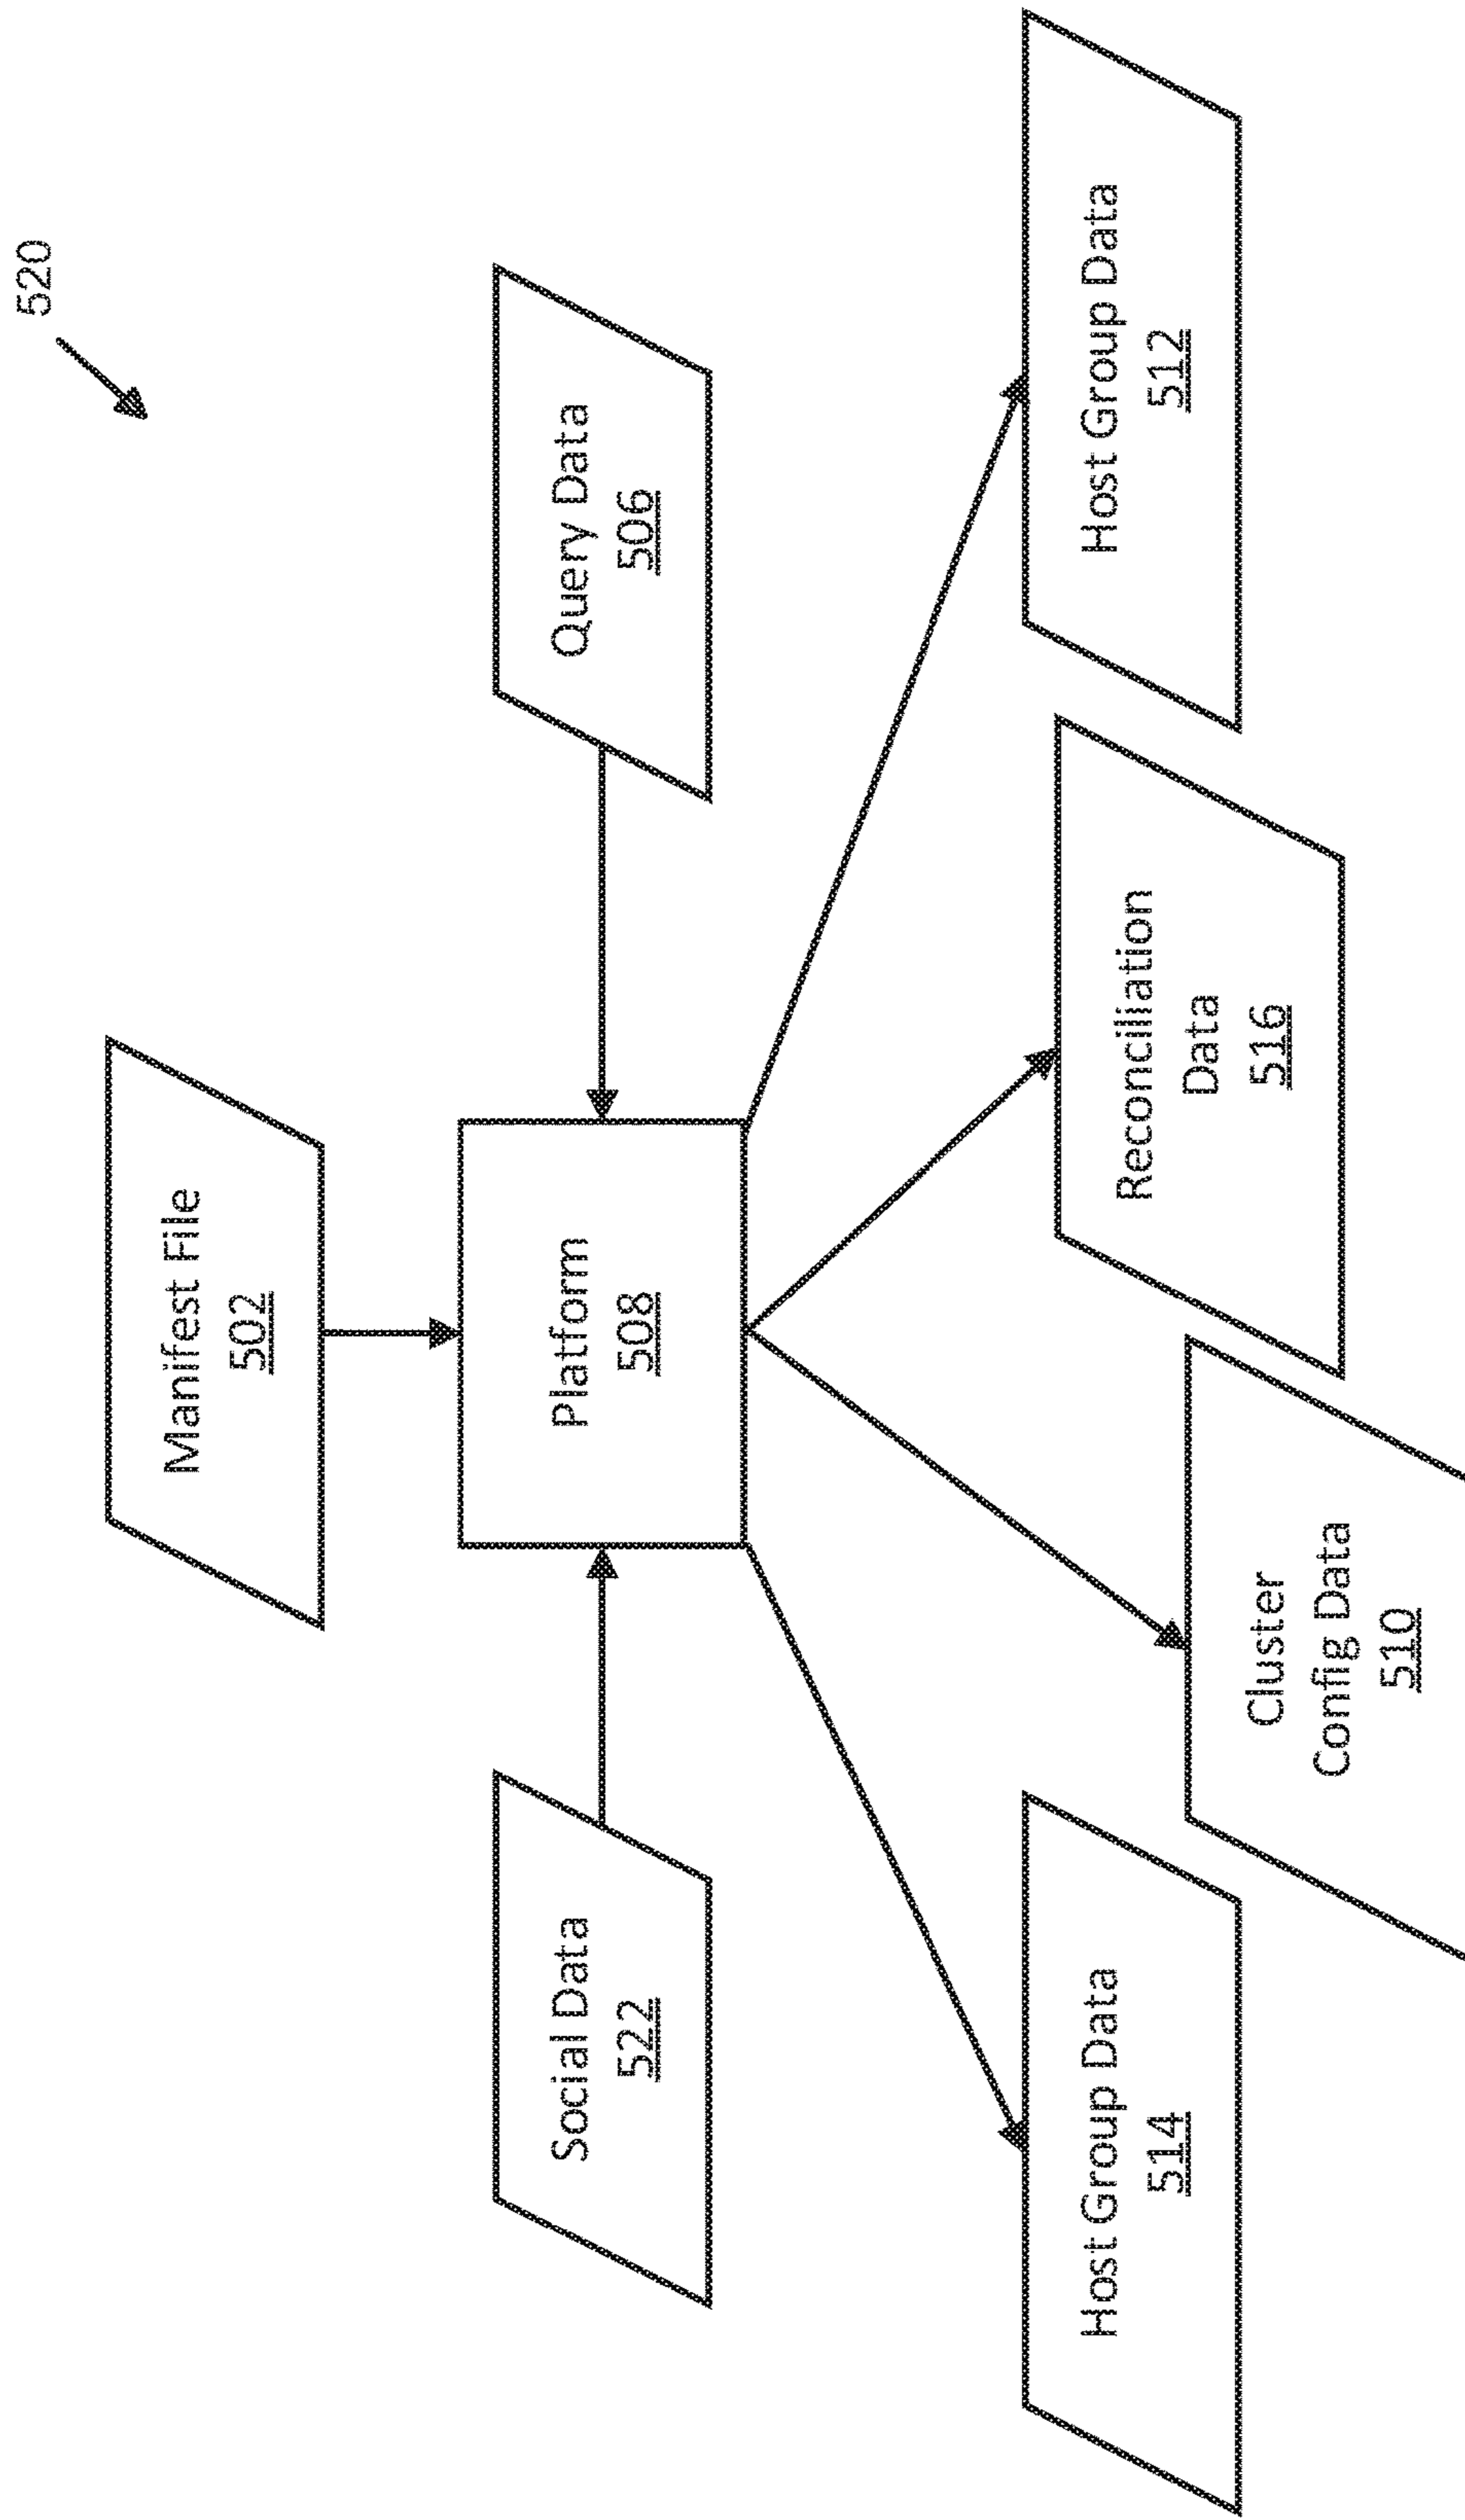 520
Manifest File
502
Social Data
522
Platform
508
Query Data
506
Host Group Data
514
Cluster
Config Data
510
Reconciliation
Data
516
Host Group Data
512